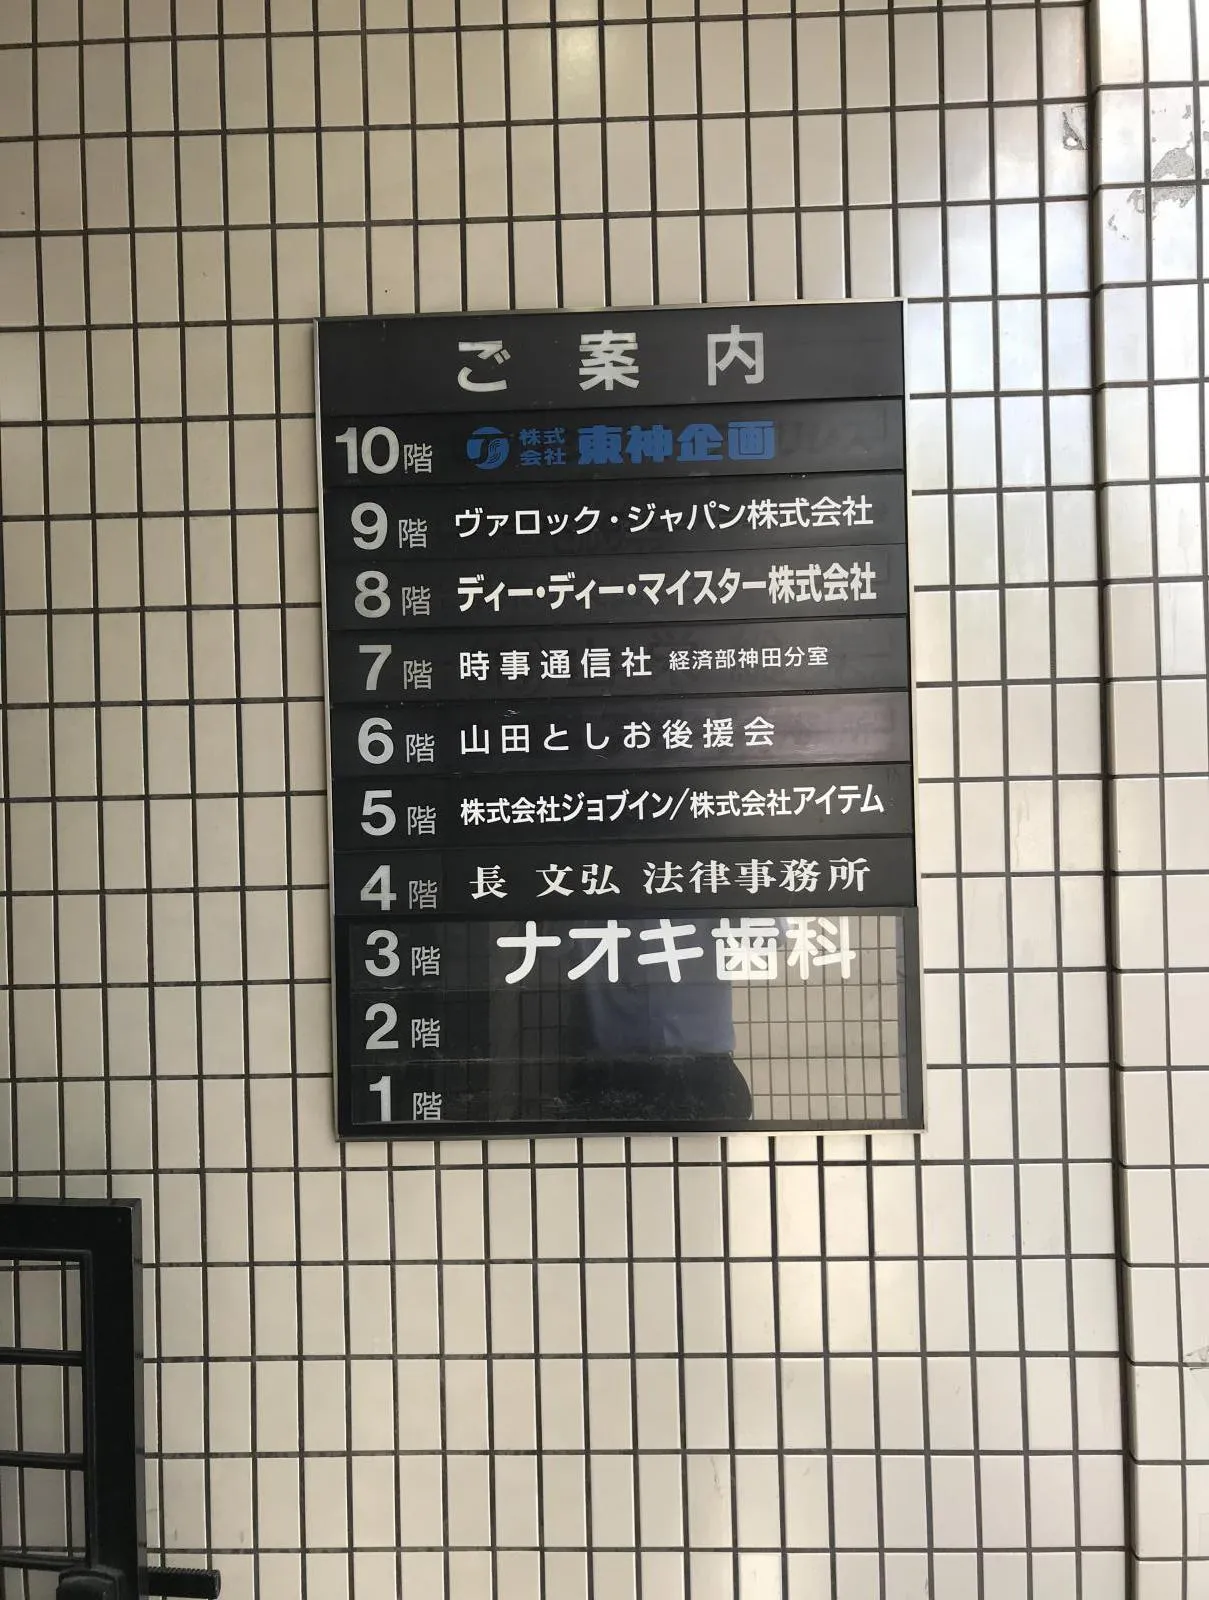 ご案内
10階 株式会社 東神企画
9階 ヴァロック・ジャパン株式会社
8階 ディー・ディー・マイスター株式会社
7階 時事通信社 経済部神田分室
6階 山田としお後援会
5階 株式会社ジョブイン/株式会社アイテム
4階 長 文弘 法律事務所
3階 ナオキ歯科
2階
1階